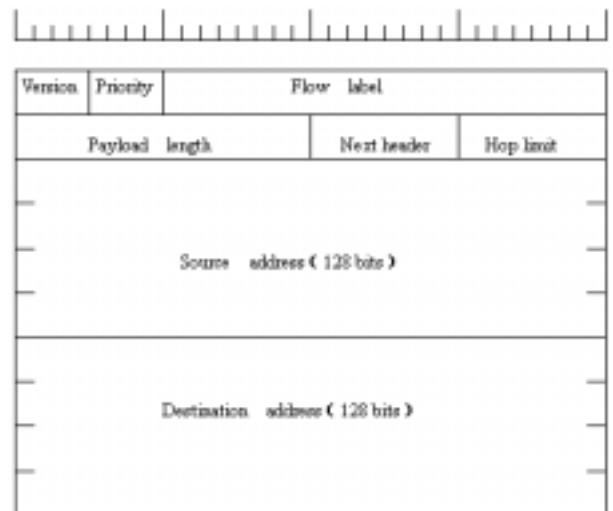 Version Priority Flow label
Payload length Next header Hop limit
Source address ( 128 bits )
Destination address ( 128 bits )